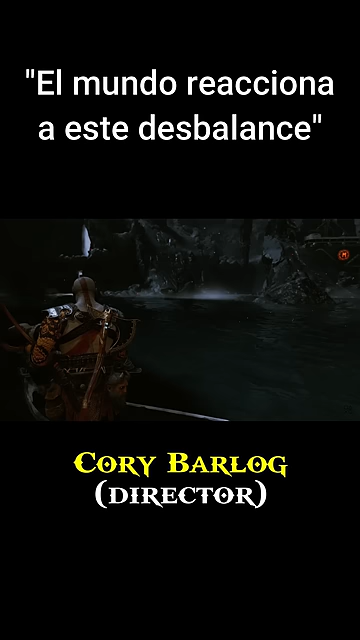 "El mundo reacciona
a este desbalance"
CORY BARLOG
(DIRECTOR)